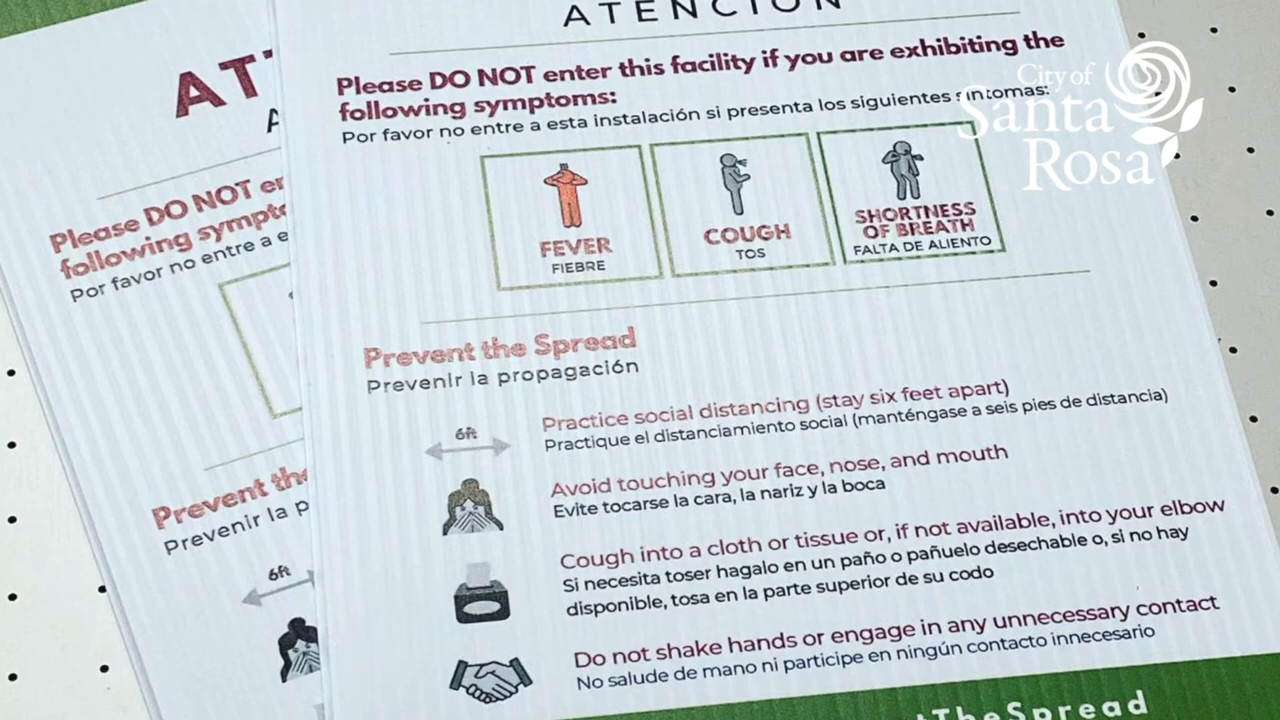 ATENCIÓN
Please DO NOT enter this facility if you are exhibiting the
following symptoms:
Por favor no entre a esta instalación si presenta los siguientes síntomas:
FEVER
FIEBRE
COUGH
TOS
SHORTNESS
OF BREATH
FALTA DE ALIENTO
Prevent the Spread
Prevenir la propagación
6ft
Practice social distancing (stay six feet apart)
Practique el distanciamiento social (manténgase a seis pies de distancia)
Avoid touching your face, nose, and mouth
Evite tocarse la cara, la nariz y la boca
Cough into a cloth or tissue or, if not available, into your elbow
Si necesita toser hagalo en un paño o pañuelo desechable o, si no hay
disponible, tosa en la parte superior de su codo
Do not shake hands or engage in any unnecessary contact
No salude de mano ni participe en ningún contacto innecesario
TheSpread
City of
Santa
Rosa
AT
A
Please DO NOT en
following sympto
Por favor no entre a e
Prevent the
Prevenir la p
6ft